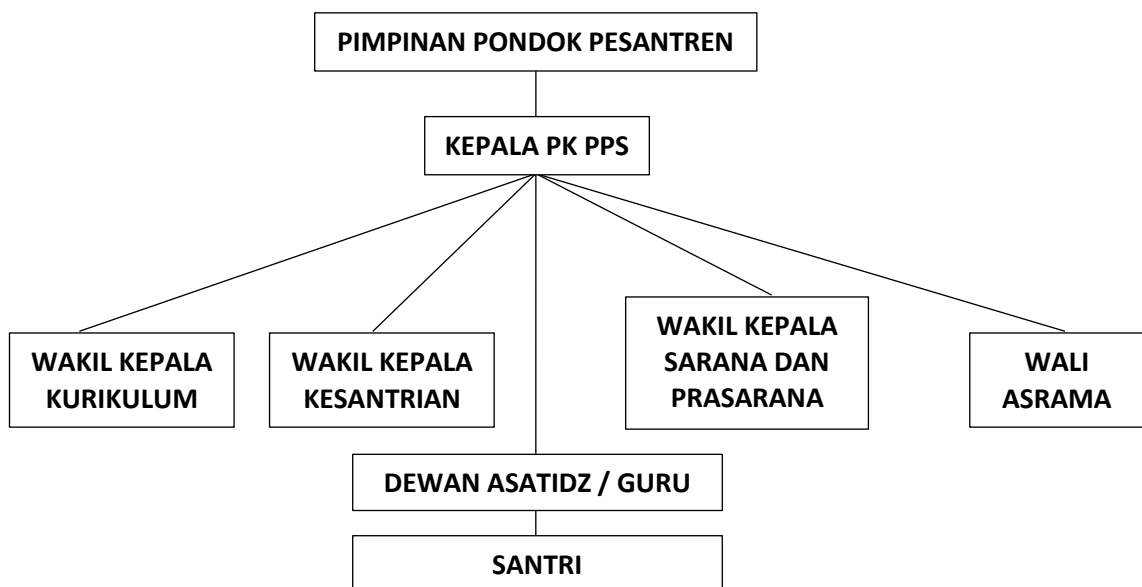 PIMPINAN PONDOK PESANTREN
KEPALA PK PPS
WAKIL KEPALA
KURIKULUM
WAKIL KEPALA
KESANTRIAN
WAKIL KEPALA
SARANA DAN
PRASARANA
WALI
ASRAMA
DEWAN ASATIDZ / GURU
SANTRI